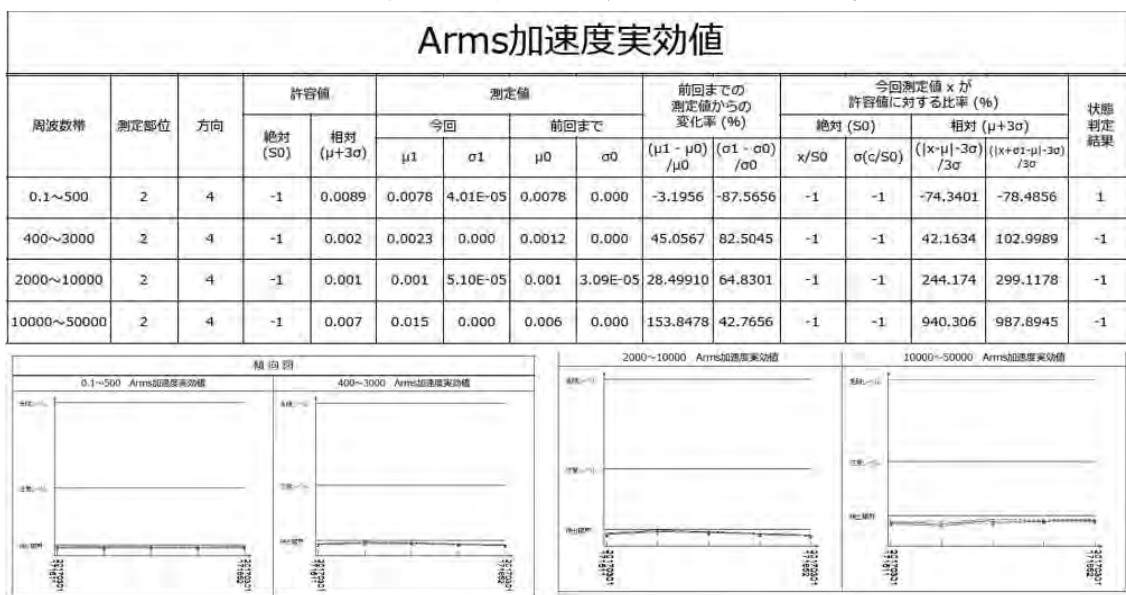 Arms加速度実効値
周波数帯 測定部位 方向 許容値 測定値 前回までの測定値からの変化率 (%) 今回測定値 x が許容値に対する比率 (%) 状態判定結果
絶対(S0) 相対(μ+3σ) 今回 前回まで 絶対 (S0) 相対 (μ+3σ)
μ1 σ1 μ0 σ0 (μ1 - μ0)/μ0 (σ1 - σ0)/σ0 x/S0 σ(c/S0) (|x-μ|-3σ)/3σ (|x+σ1-μ|-3σ)/3σ
0.1~500 2 4 -1 0.0089 0.0078 4.01E-05 0.0078 0.000 -3.1956 -87.5656 -1 -1 -74.3401 -78.4856 1
400~3000 2 4 -1 0.002 0.0023 0.000 0.0012 0.000 45.0567 82.5045 -1 -1 42.1634 102.9989 -1
2000~10000 2 4 -1 0.001 0.001 5.10E-05 0.001 3.09E-05 28.49910 64.8301 -1 -1 244.174 299.1178 -1
10000~50000 2 4 -1 0.007 0.015 0.000 0.006 0.000 153.8478 42.7656 -1 -1 940.306 987.8945 -1
傾向図
0.1~500 Arms加速度実効値
400~3000 Arms加速度実効値
2000~10000 Arms加速度実効値
10000~50000 Arms加速度実効値